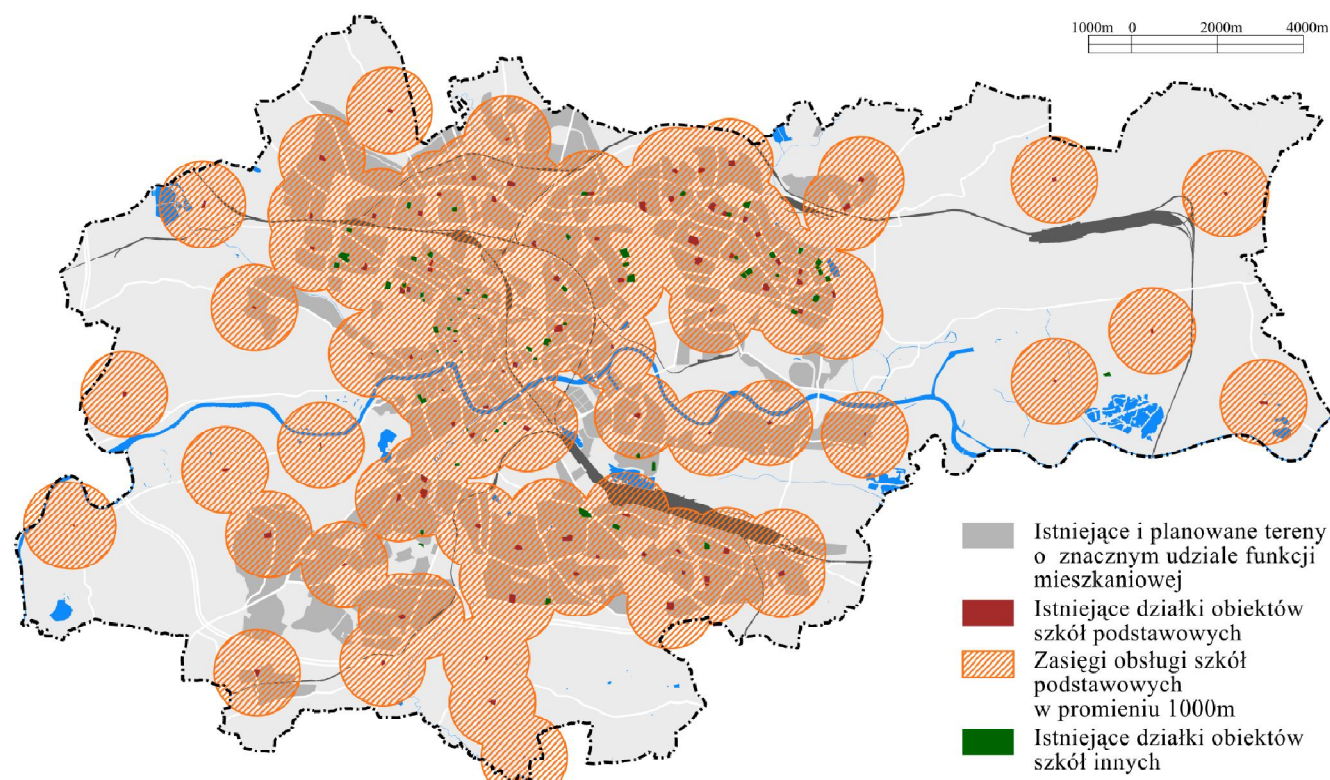 1000m 0 2000m 4000m
Istniejące i planowane tereny
o znacznym udziale funkcji
mieszkaniowej
Istniejące działki obiektów
szkół podstawowych
Zasięgi obsługi szkół
podstawowych
w promieniu 1000m
Istniejące działki obiektów
szkół innych